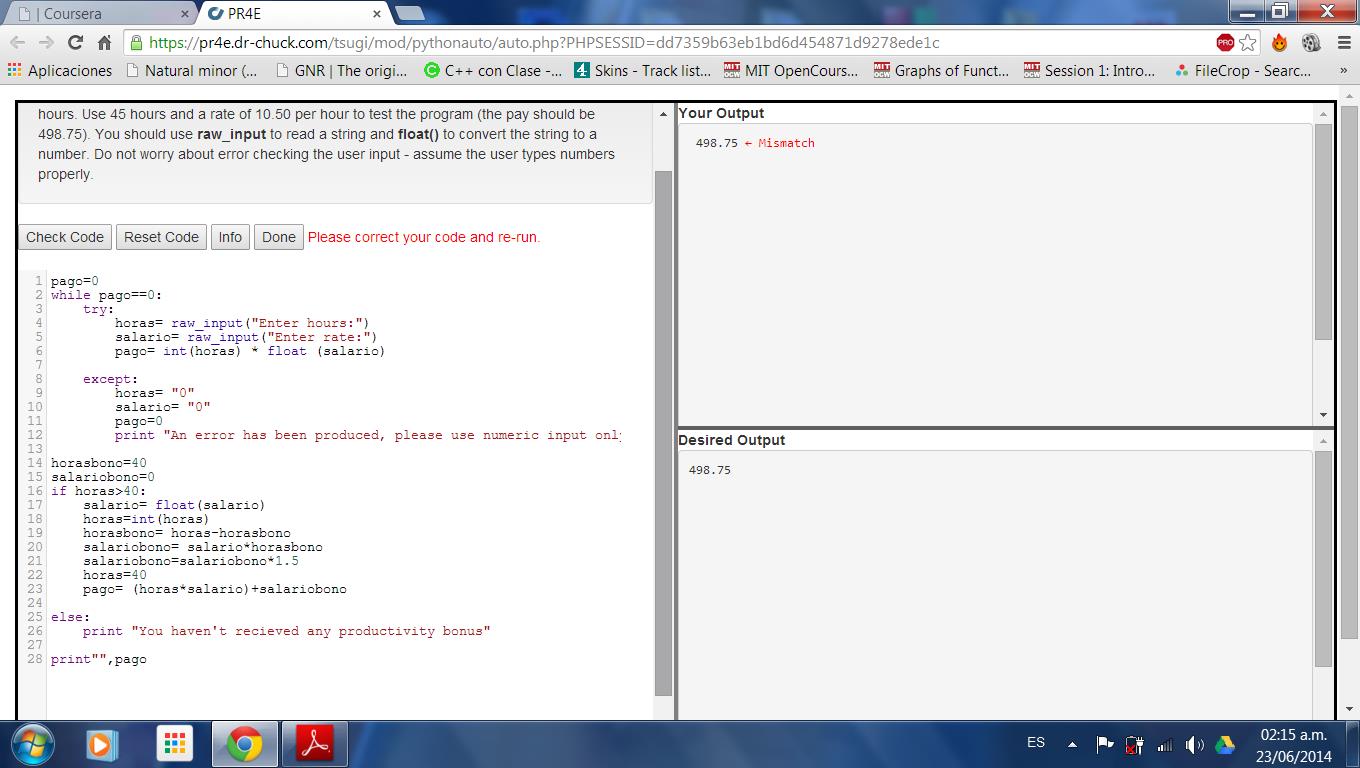 | Coursera
PR4E
https://pr4e.dr-chuck.com/tsugi/mod/pythonauto/auto.php?PHPSESSID=dd7359b63eb1bd6d454871d9278ede1c
PRO
Aplicaciones Natural minor (... GNR | The origi... C++ con Clase -... 4 Skins - Track list... MIT OCW MIT OpenCours... MIT OCW Graphs of Funct... MIT OCW Session 1: Intro... FileCrop - Searc... »
hours. Use 45 hours and a rate of 10.50 per hour to test the program (the pay should be
498.75). You should use raw_input to read a string and float() to convert the string to a
number. Do not worry about error checking the user input - assume the user types numbers
properly.
Check Code Reset Code Info Done Please correct your code and re-run.
1 pago=0
2 while pago==0:
3     try:
4         horas= raw_input("Enter hours:")
5         salario= raw_input("Enter rate:")
6         pago= int(horas) * float (salario)
7
8     except:
9         horas= "0"
10         salario= "0"
11         pago=0
12         print "An error has been produced, please use numeric input onl
13
14 horasbono=40
15 salariobono=0
16 if horas>40:
17     salario= float(salario)
18     horas=int(horas)
19     horasbono= horas-horasbono
20     salariobono= salario*horasbono
21     salariobono=salariobono*1.5
22     horas=40
23     pago= (horas*salario)+salariobono
24
25 else:
26     print "You haven't recieved any productivity bonus"
27
28 print"",pago
Your Output
498.75 ← Mismatch
Desired Output
498.75
ES
02:15 a.m.
23/06/2014